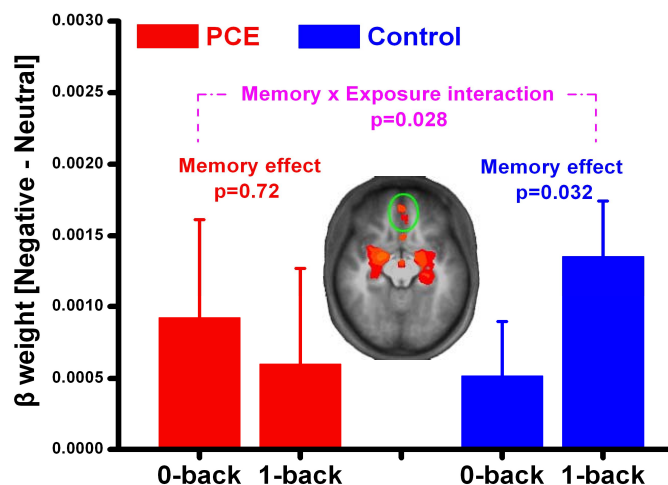 PCE
Control
0.0030
0.0025
0.0020
0.0015
0.0010
0.0005
0.0000
β weight [Negative - Neutral]
Memory x Exposure interaction
p=0.028
Memory effect
p=0.72
Memory effect
p=0.032
0-back
1-back
0-back
1-back